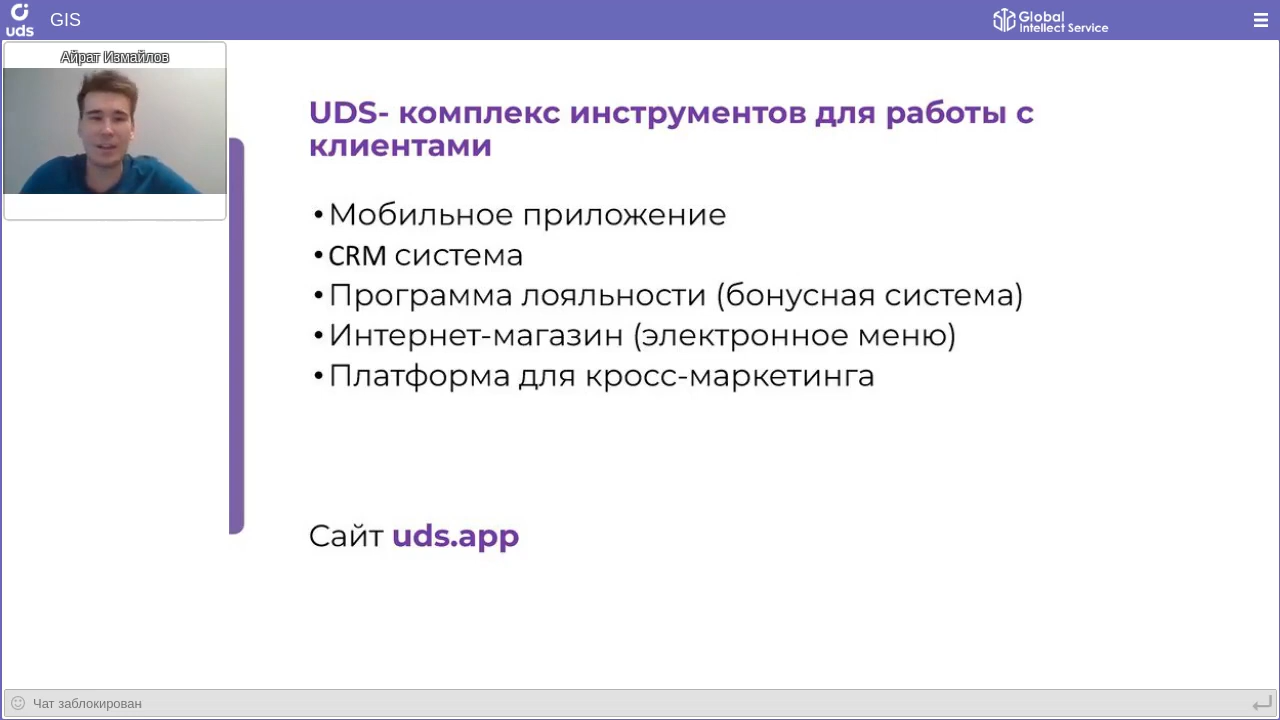 uds
GIS
Global
Intellect Service
Айрат Измайлов
UDS- комплекс инструментов для работы с
клиентами
•Мобильное приложение
•CRM система
•Программа лояльности (бонусная система)
•Интернет-магазин (электронное меню)
•Платформа для кросс-маркетинга
Сайт uds.app
Чат заблокирован